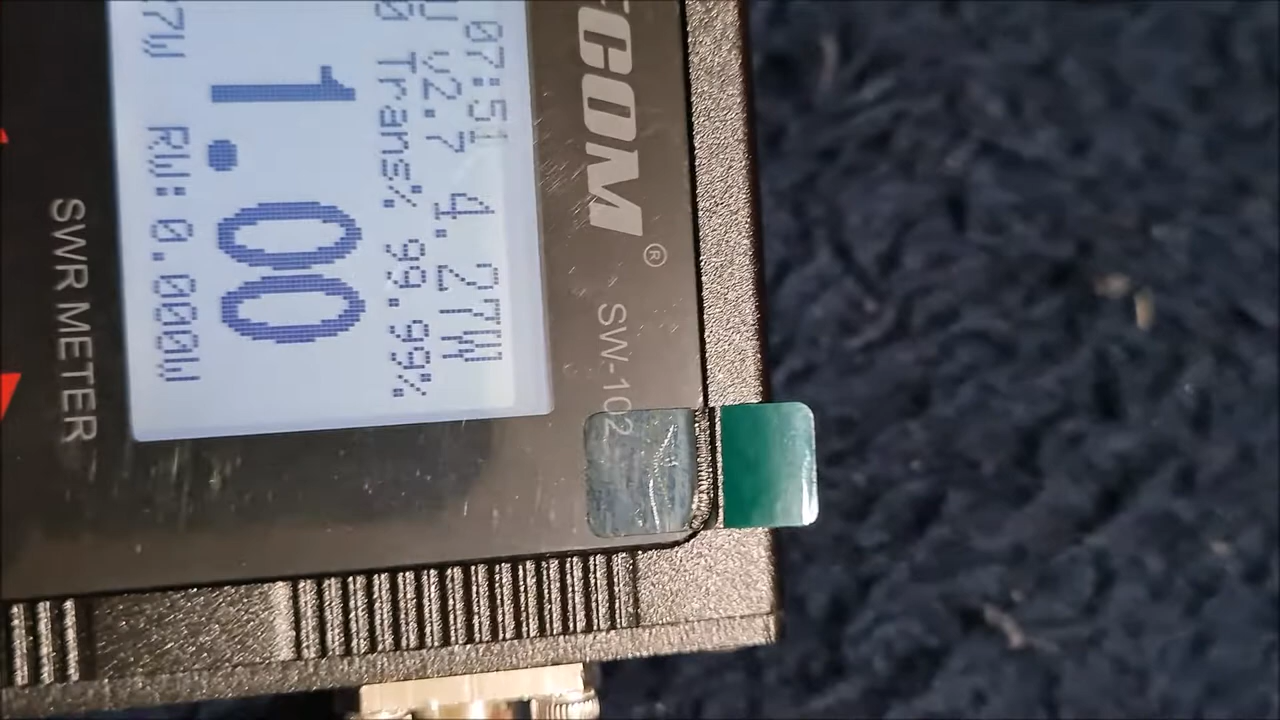 COM® SW-102
07:51
V2.7 4.27W
Trans% 99.99%
1.00
7W RW: 0.000W
SWR METER